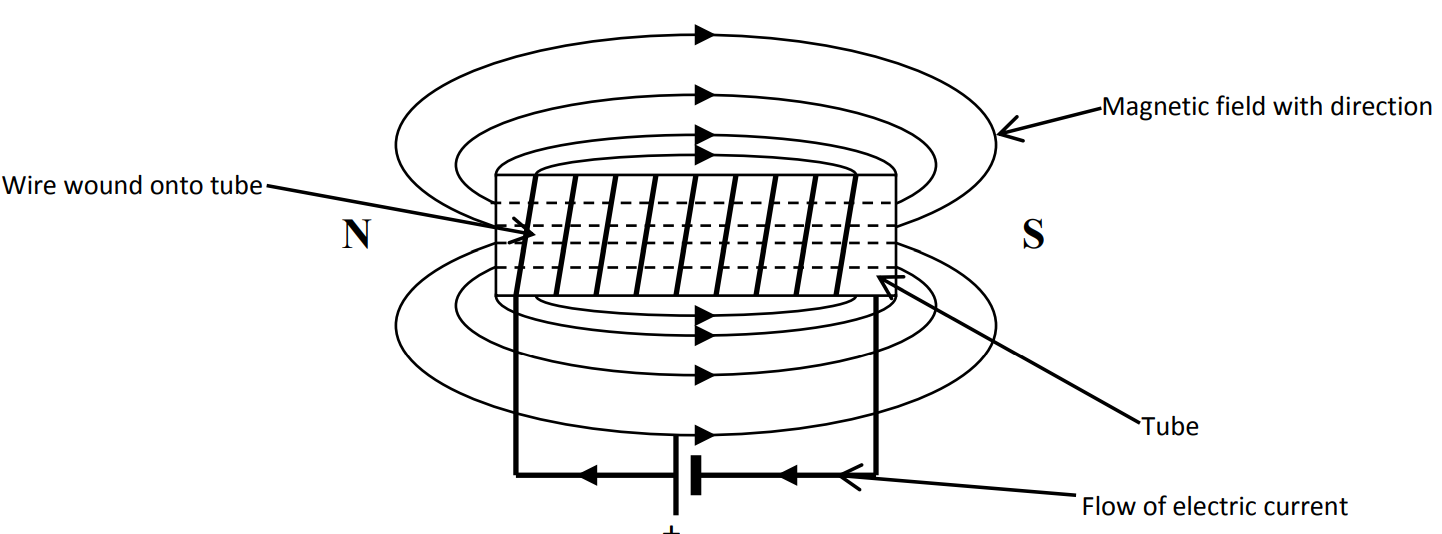 Magnetic field with direction
Wire wound onto tube
N
S
Tube
Flow of electric current
+